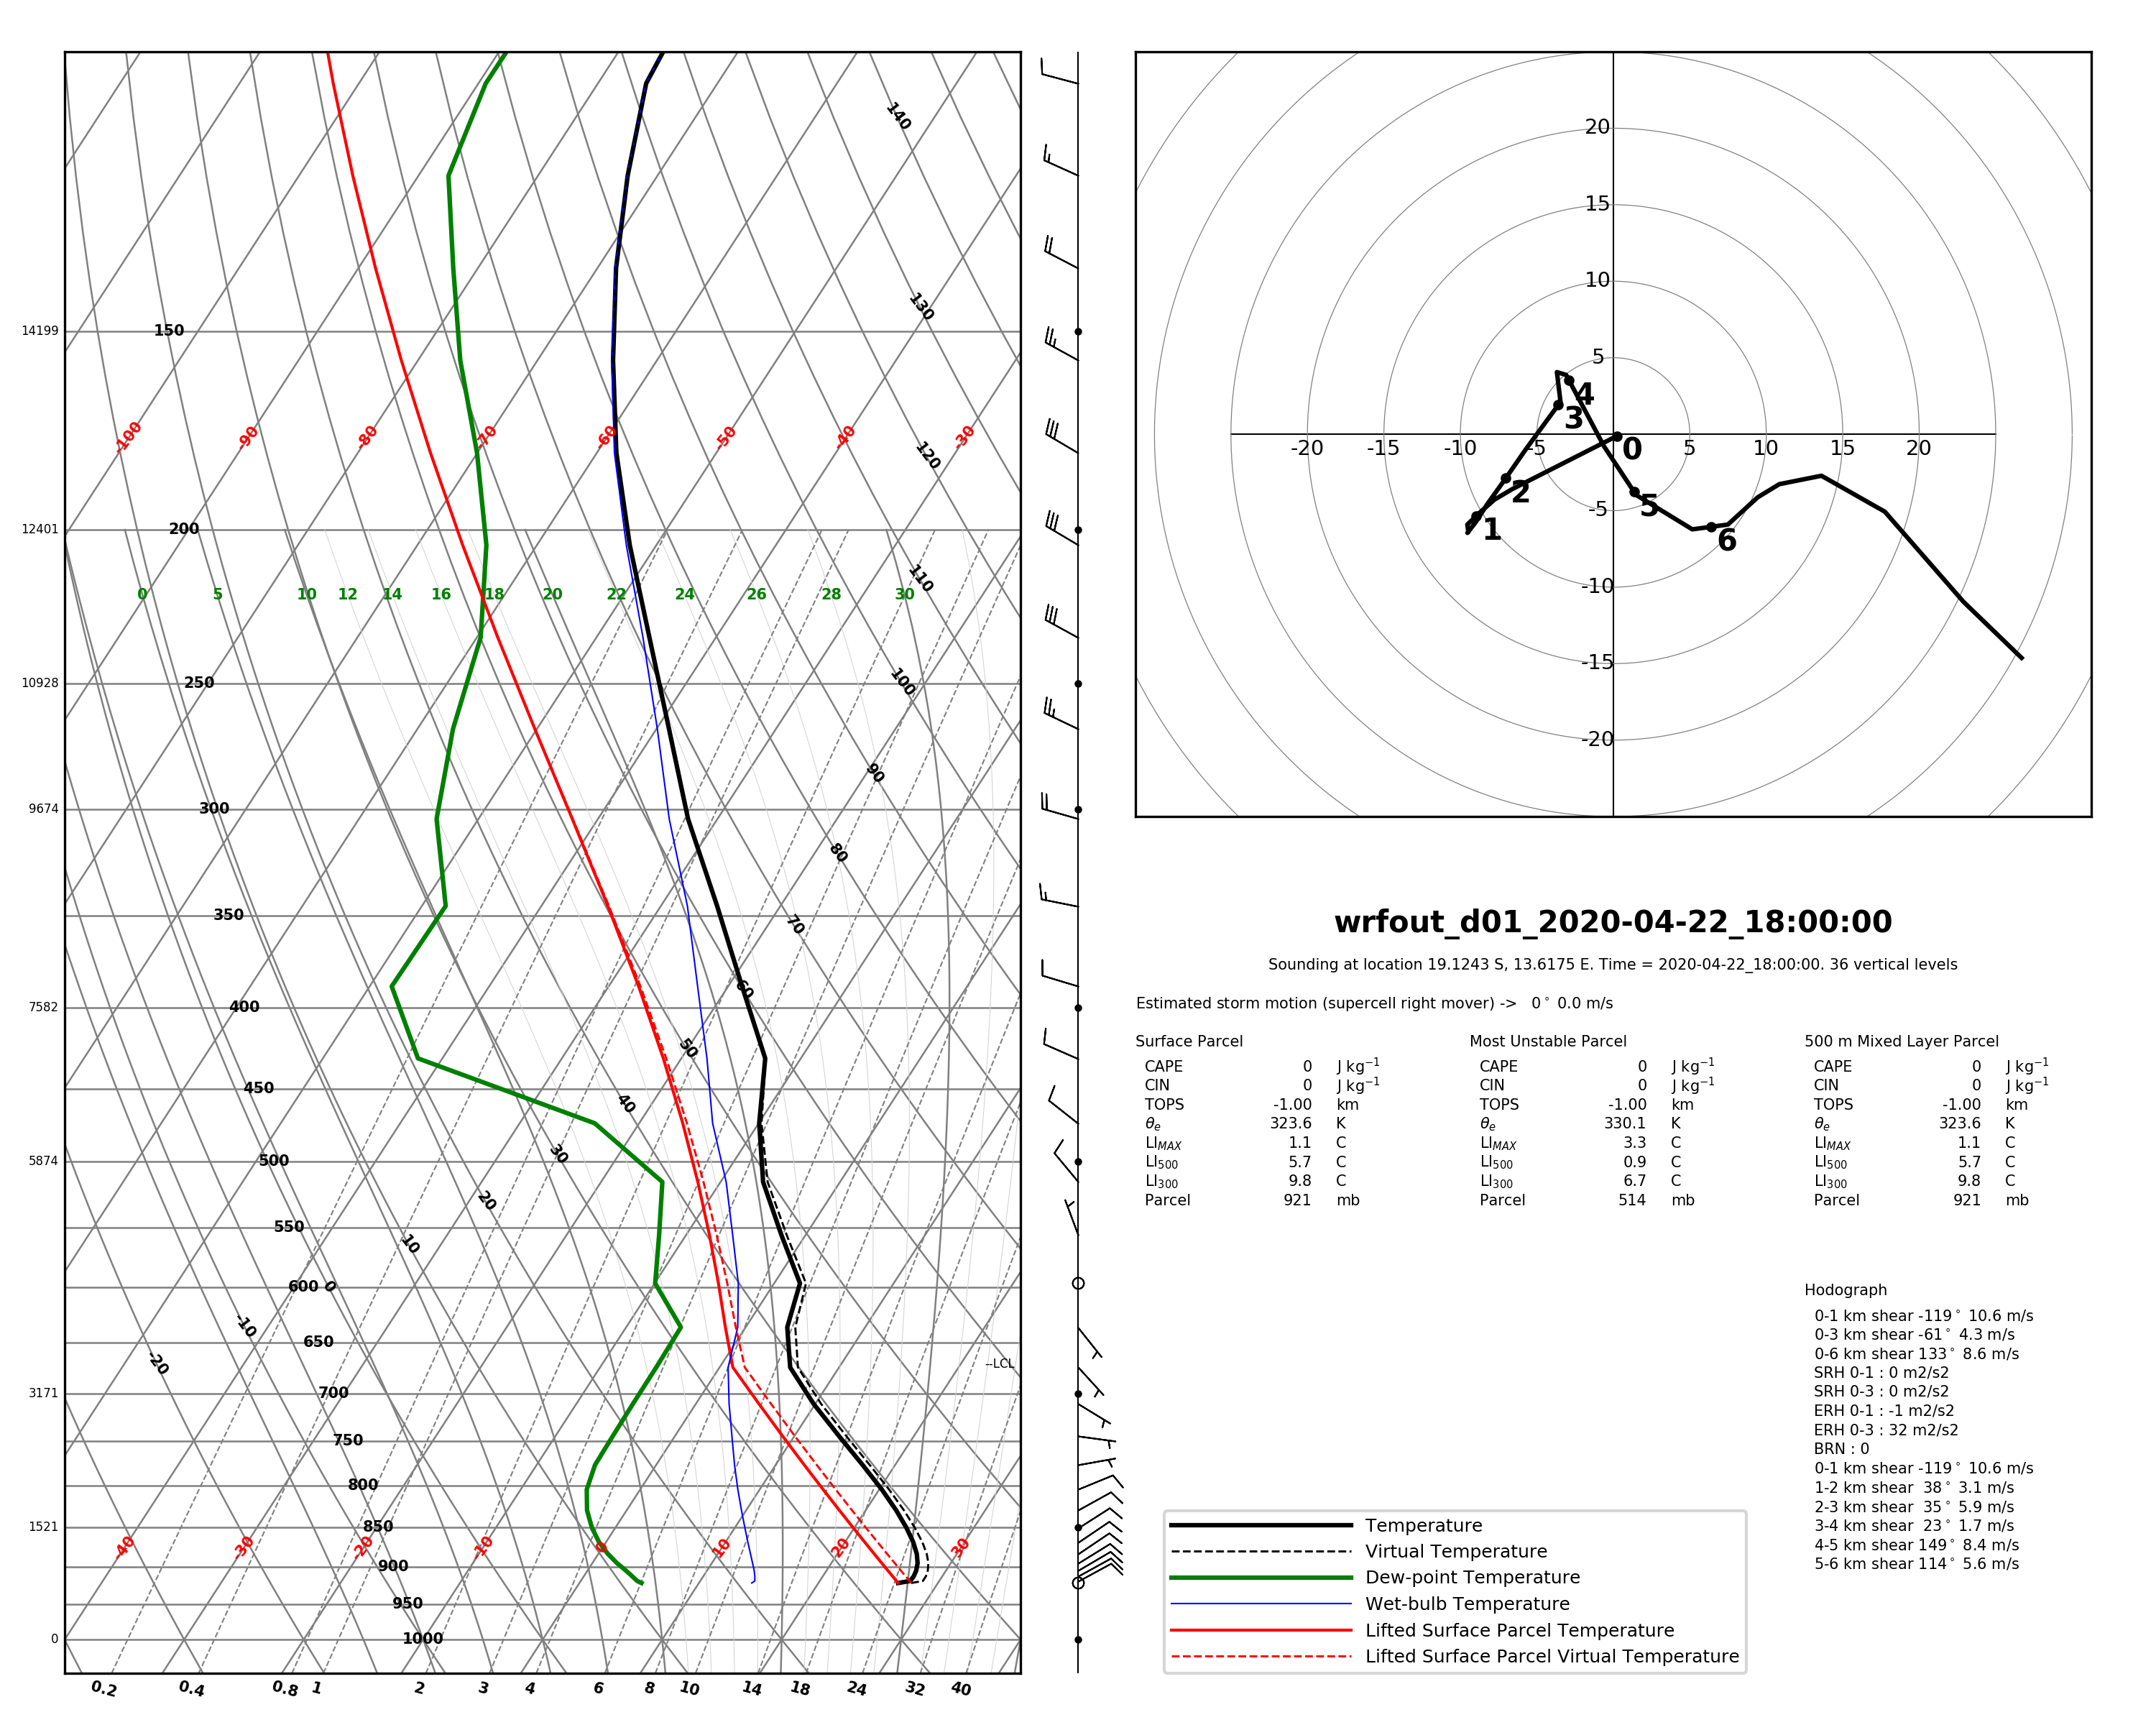 140
130
120
110
100
90
80
70
60
50
40
30
20
10
0
-10
-20
14199 150
-100 -90 -80 -70 -60 -50 -40 -30
12401 200
0 5 10 12 14 16 18 20 22 24 26 28 30
10928 250
9674 300
350
7582 400
450
5874 500
550
600
650
--LCL
3171 700
750
800
1521 850
-40 -30 -20 -10 0 10 20 30
900
950
0 1000
0.2 0.4 0.8 1 2 3 4 6 8 10 14 18 24 32 40
20
15
10
5
-20 -15 -10 -5 5 10 15 20
-5
-10
-15
-20
0
1
2
3
4
5
6
wrfout_d01_2020-04-22_18:00:00
Sounding at location 19.1243 S, 13.6175 E. Time = 2020-04-22_18:00:00. 36 vertical levels
Estimated storm motion (supercell right mover) -> 0° 0.0 m/s
Surface Parcel
CAPE 0 J kg−1
CIN 0 J kg−1
TOPS -1.00 km
θe 323.6 K
LIMAX 1.1 C
LI500 5.7 C
LI300 9.8 C
Parcel 921 mb
Most Unstable Parcel
CAPE 0 J kg−1
CIN 0 J kg−1
TOPS -1.00 km
θe 330.1 K
LIMAX 3.3 C
LI500 0.9 C
LI300 6.7 C
Parcel 514 mb
500 m Mixed Layer Parcel
CAPE 0 J kg−1
CIN 0 J kg−1
TOPS -1.00 km
θe 323.6 K
LIMAX 1.1 C
LI500 5.7 C
LI300 9.8 C
Parcel 921 mb
Hodograph
0-1 km shear -119° 10.6 m/s
0-3 km shear -61° 4.3 m/s
0-6 km shear 133° 8.6 m/s
SRH 0-1 : 0 m2/s2
SRH 0-3 : 0 m2/s2
ERH 0-1 : -1 m2/s2
ERH 0-3 : 32 m2/s2
BRN : 0
0-1 km shear -119° 10.6 m/s
1-2 km shear 38° 3.1 m/s
2-3 km shear 35° 5.9 m/s
3-4 km shear 23° 1.7 m/s
4-5 km shear 149° 8.4 m/s
5-6 km shear 114° 5.6 m/s
Temperature
Virtual Temperature
Dew-point Temperature
Wet-bulb Temperature
Lifted Surface Parcel Temperature
Lifted Surface Parcel Virtual Temperature